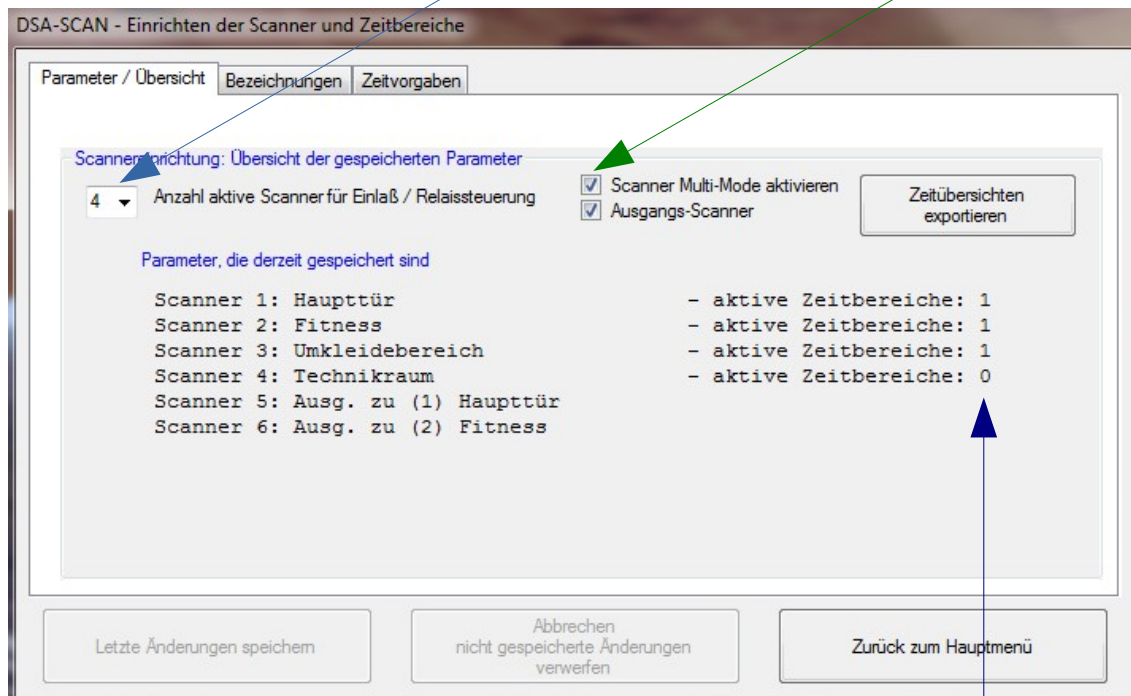 DSA-SCAN - Einrichten der Scanner und Zeitbereiche
Parameter / Übersicht Bezeichnungen Zeitvorgaben
Scannereinrichtung: Übersicht der gespeicherten Parameter
4 Anzahl aktive Scanner für Einlaß / Relaissteuerung
Scanner Multi-Mode aktivieren
Ausgangs-Scanner
Zeitübersichten
exportieren
Parameter, die derzeit gespeichert sind
Scanner 1: Haupttür - aktive Zeitbereiche: 1
Scanner 2: Fitness - aktive Zeitbereiche: 1
Scanner 3: Umkleidebereich - aktive Zeitbereiche: 1
Scanner 4: Technikraum - aktive Zeitbereiche: 0
Scanner 5: Ausg. zu (1) Haupttür
Scanner 6: Ausg. zu (2) Fitness
Letzte Änderungen speichern
Abbrechen
nicht gespeicherte Änderungen
verwerfen
Zurück zum Hauptmenü